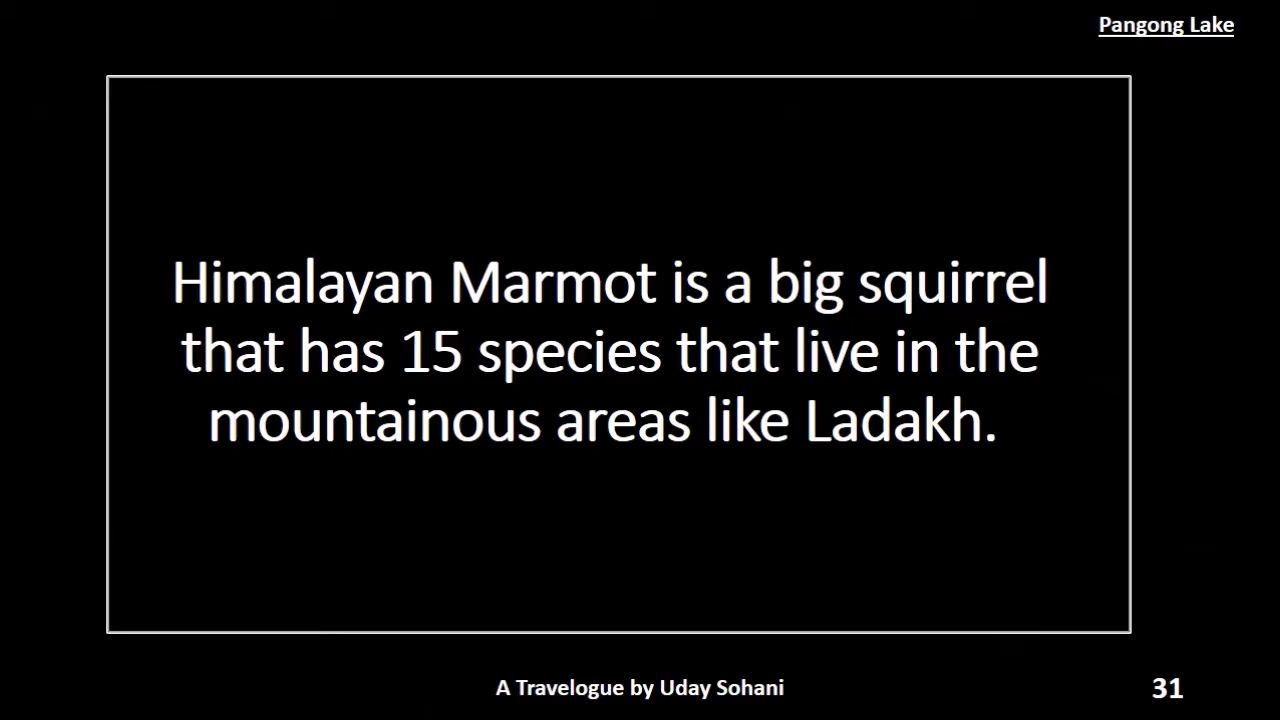 Pangong Lake
Himalayan Marmot is a big squirrel
that has 15 species that live in the
mountainous areas like Ladakh.
A Travelogue by Uday Sohani
31